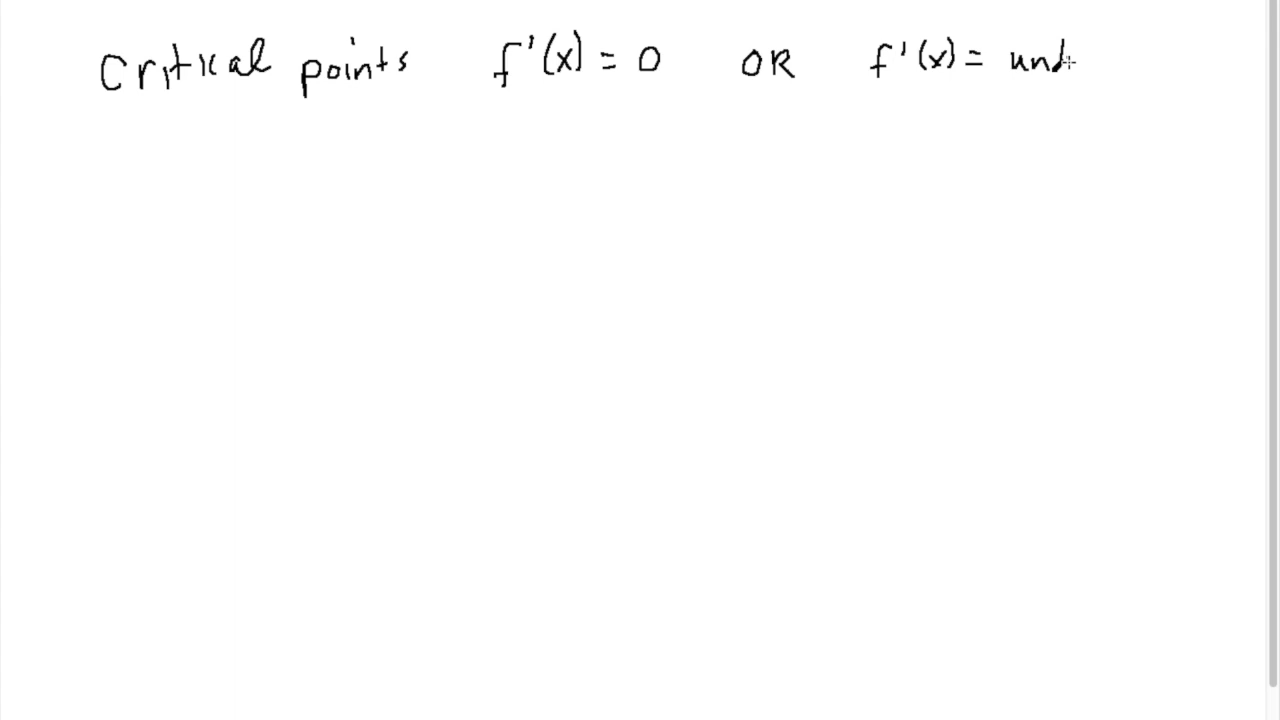 Critical points f'(x) = 0 OR f'(x) = und